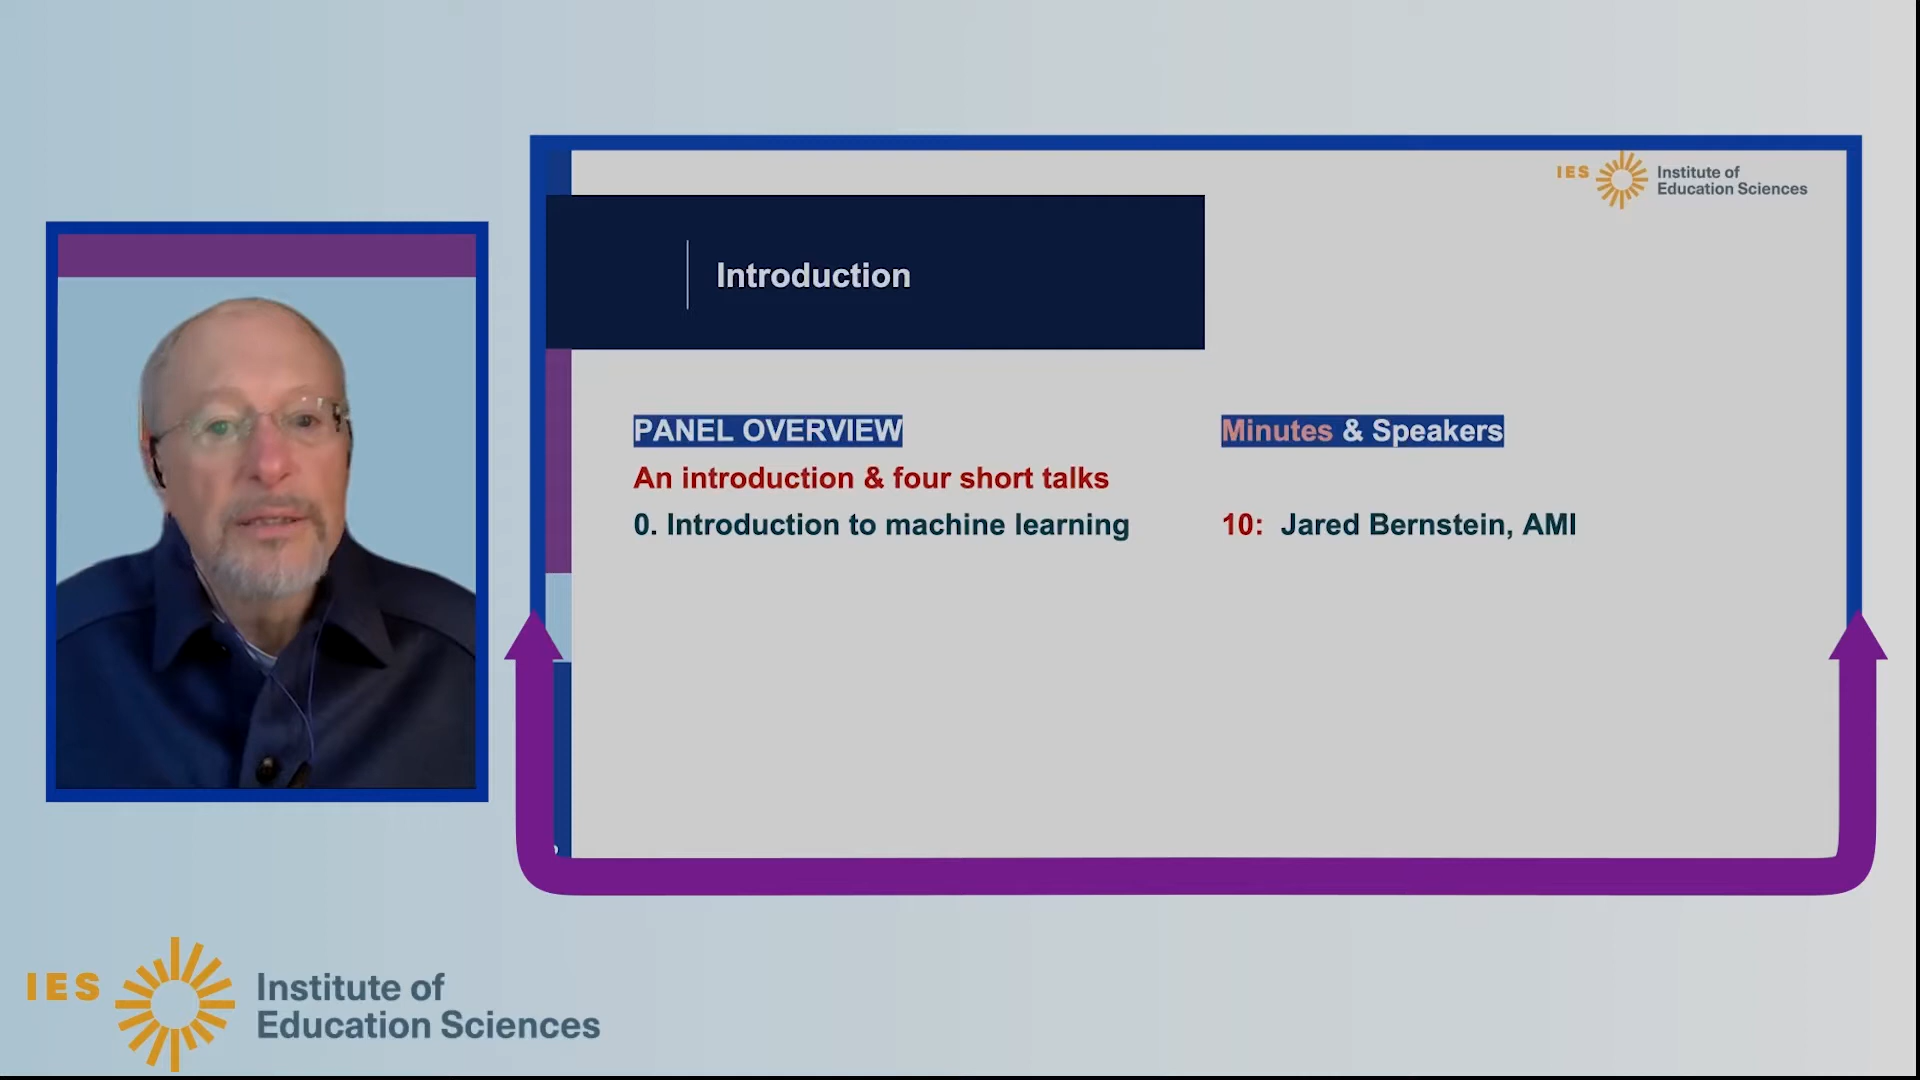 IES
Institute of
Education Sciences
Introduction
PANEL OVERVIEW
Minutes & Speakers
An introduction & four short talks
0. Introduction to machine learning
10: Jared Bernstein, AMI
IES
Institute of
Education Sciences